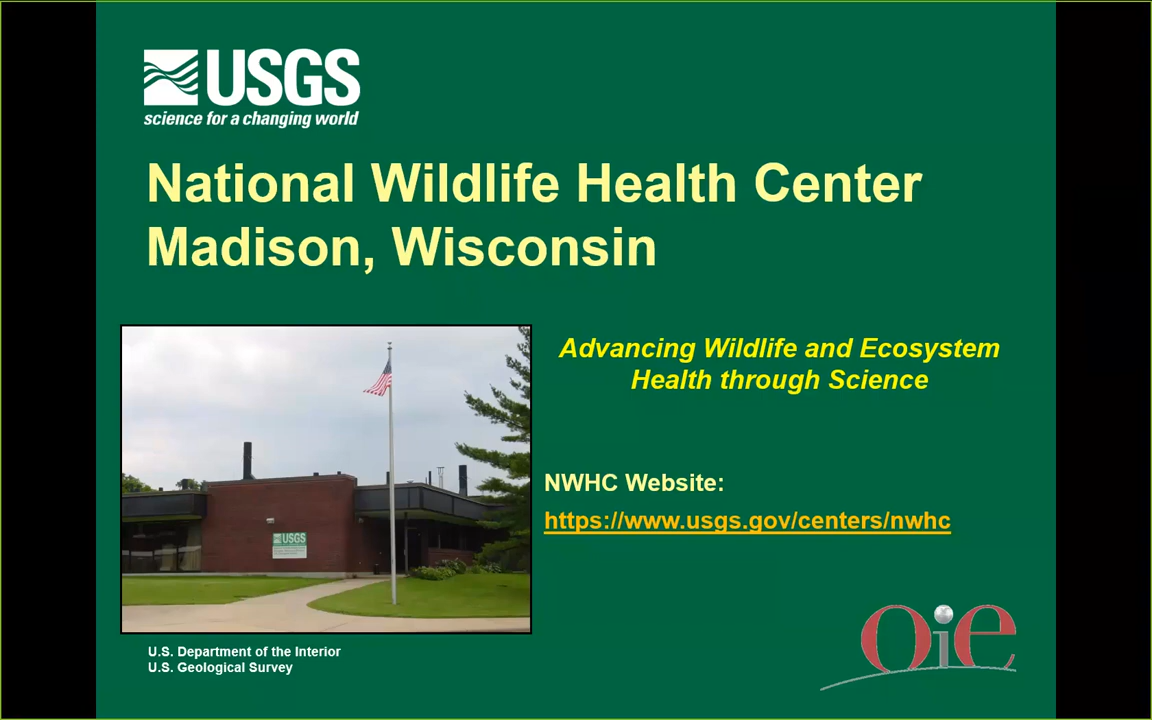 USGS
science for a changing world
National Wildlife Health Center
Madison, Wisconsin
Advancing Wildlife and Ecosystem
Health through Science
NWHC Website:
https://www.usgs.gov/centers/nwhc
USGS
U.S. Department of the Interior
U.S. Geological Survey
oie